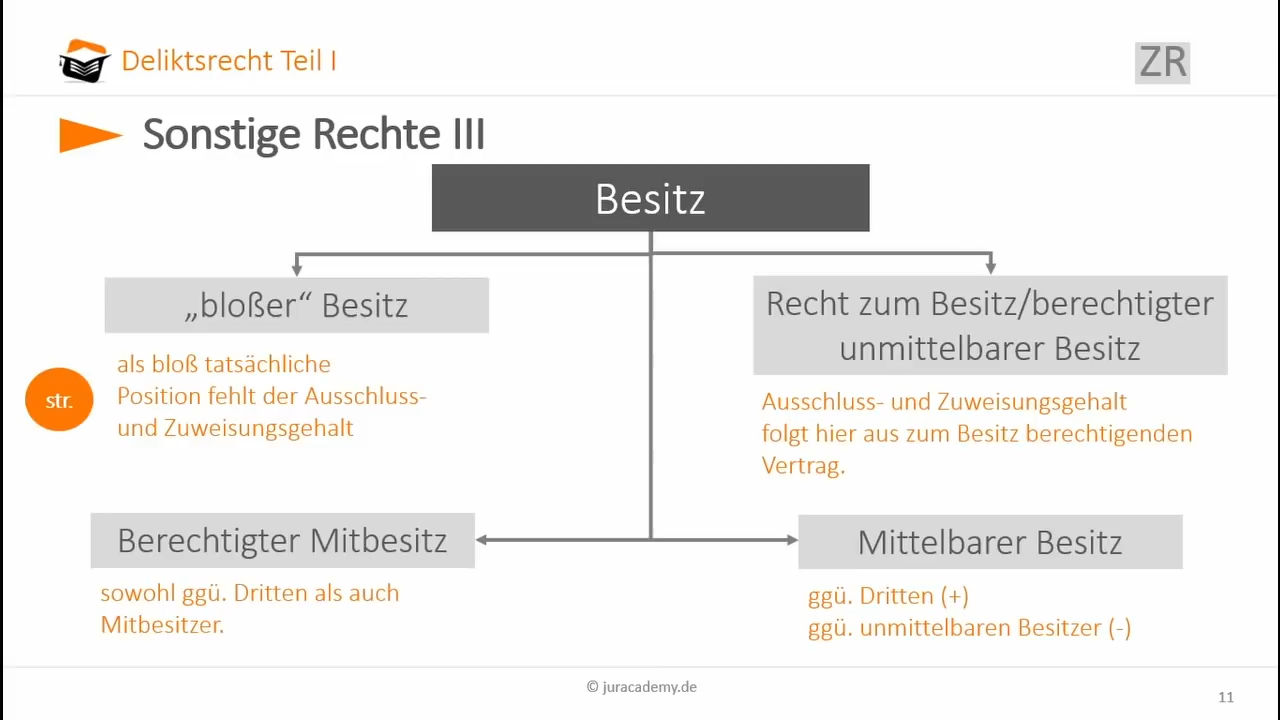 Deliktsrecht Teil I
ZR
Sonstige Rechte III
Besitz
„bloßer“ Besitz
als bloß tatsächliche
Position fehlt der Ausschluss-
und Zuweisungsgehalt
str.
Recht zum Besitz/berechtigter
unmittelbarer Besitz
Ausschluss- und Zuweisungsgehalt
folgt hier aus zum Besitz berechtigenden
Vertrag.
Berechtigter Mitbesitz
sowohl ggü. Dritten als auch
Mitbesitzer.
Mittelbarer Besitz
ggü. Dritten (+)
ggü. unmittelbaren Besitzer (-)
© juracademy.de
11